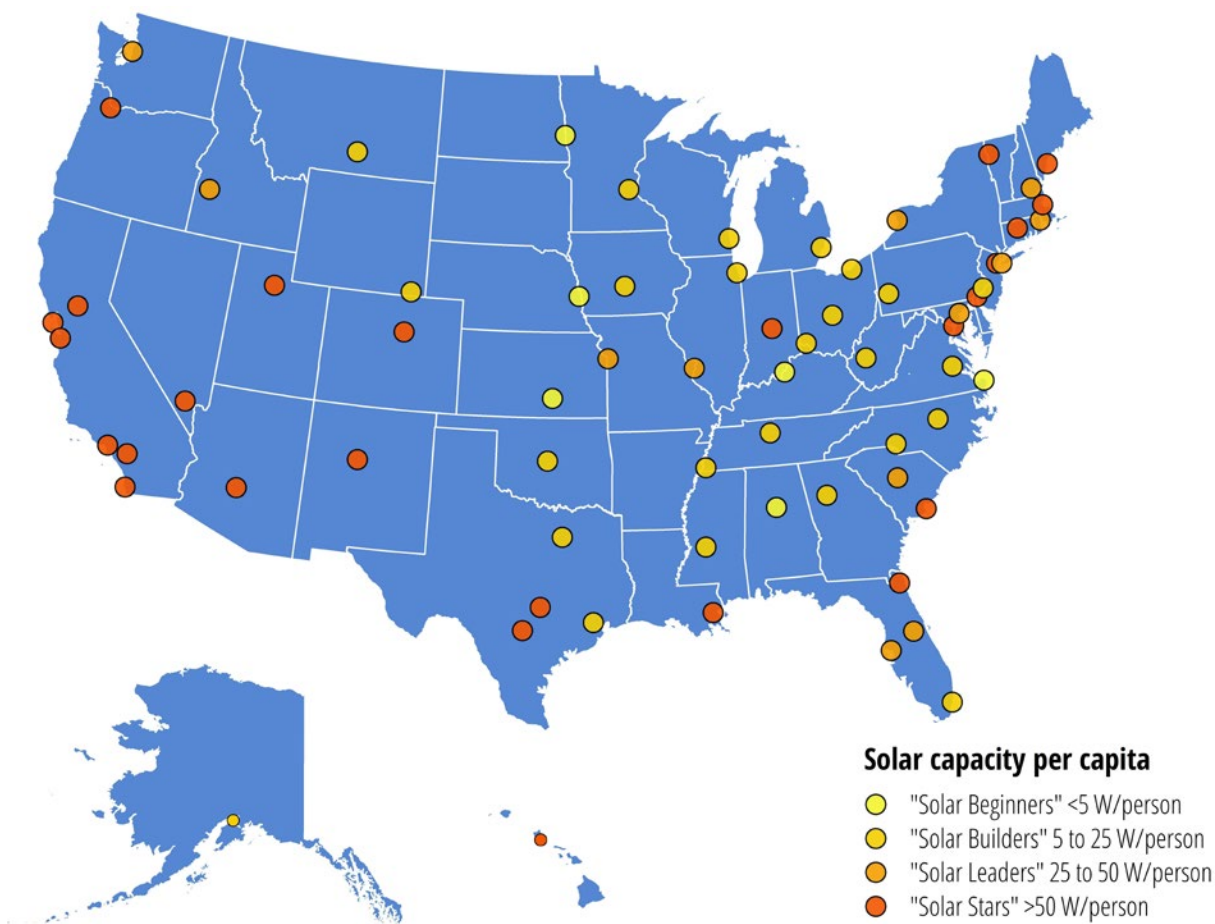 Solar capacity per capita
"Solar Beginners" <5 W/person
"Solar Builders" 5 to 25 W/person
"Solar Leaders" 25 to 50 W/person
"Solar Stars" >50 W/person